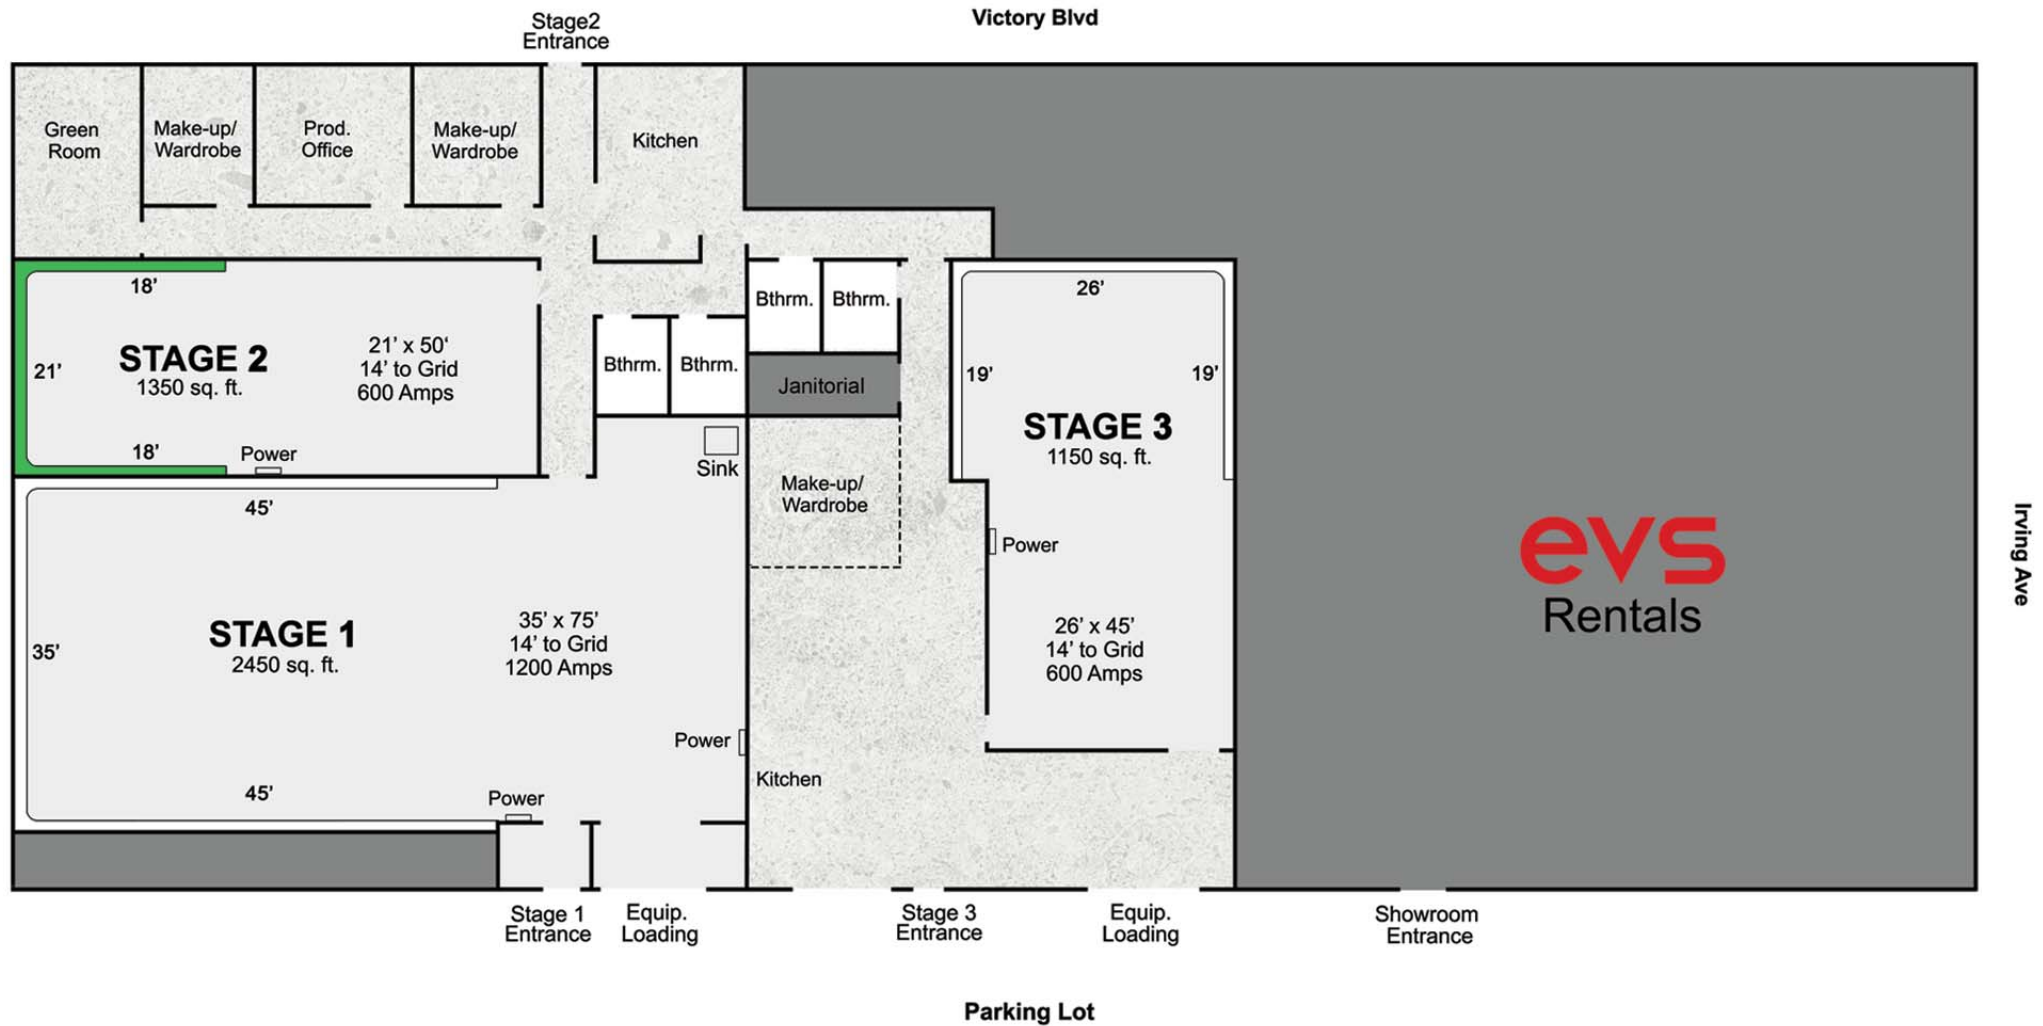 Victory Blvd
Stage2
Entrance
Green
Room
Make-up/
Wardrobe
Prod.
Office
Make-up/
Wardrobe
Kitchen
18'
21'
STAGE 2
1350 sq. ft.
21' x 50'
14' to Grid
600 Amps
18'
Power
Bthrm.
Bthrm.
Bthrm.
Bthrm.
Janitorial
Sink
Make-up/
Wardrobe
26'
19'
19'
STAGE 3
1150 sq. ft.
Power
26' x 45'
14' to Grid
600 Amps
45'
35'
STAGE 1
2450 sq. ft.
35' x 75'
14' to Grid
1200 Amps
Power
Kitchen
45'
Power
evs
Rentals
Irving Ave
Stage 1
Entrance
Equip.
Loading
Stage 3
Entrance
Equip.
Loading
Showroom
Entrance
Parking Lot